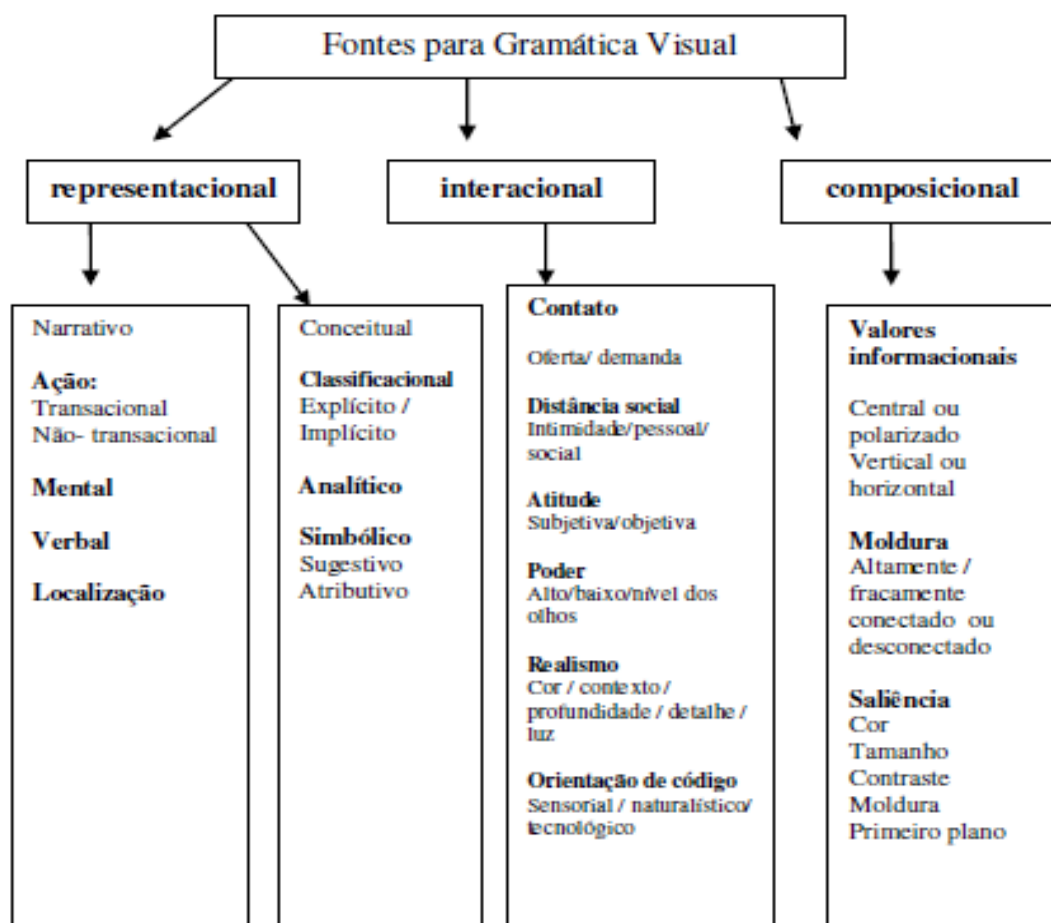 Fontes para Gramática Visual
representacional
interacional
composicional
Narrativo
Ação:
Transacional
Não- transacional
Mental
Verbal
Localização
Conceitual
Classificacional
Explícito /
Implícito
Analítico
Simbólico
Sugestivo
Atributivo
Contato
Oferta/ demanda
Distância social
Intimidade/pessoal/
social
Atitude
Subjetiva/objetiva
Poder
Alto/baixo/nível dos
olhos
Realismo
Cor / contexto /
profundidade / detalhe /
luz
Orientação de código
Sensorial / naturalístico/
tecnológico
Valores
informacionais
Central ou
polarizado
Vertical ou
horizontal
Moldura
Altamente /
fracamente
conectado ou
desconectado
Saliência
Cor
Tamanho
Contraste
Moldura
Primeiro plano